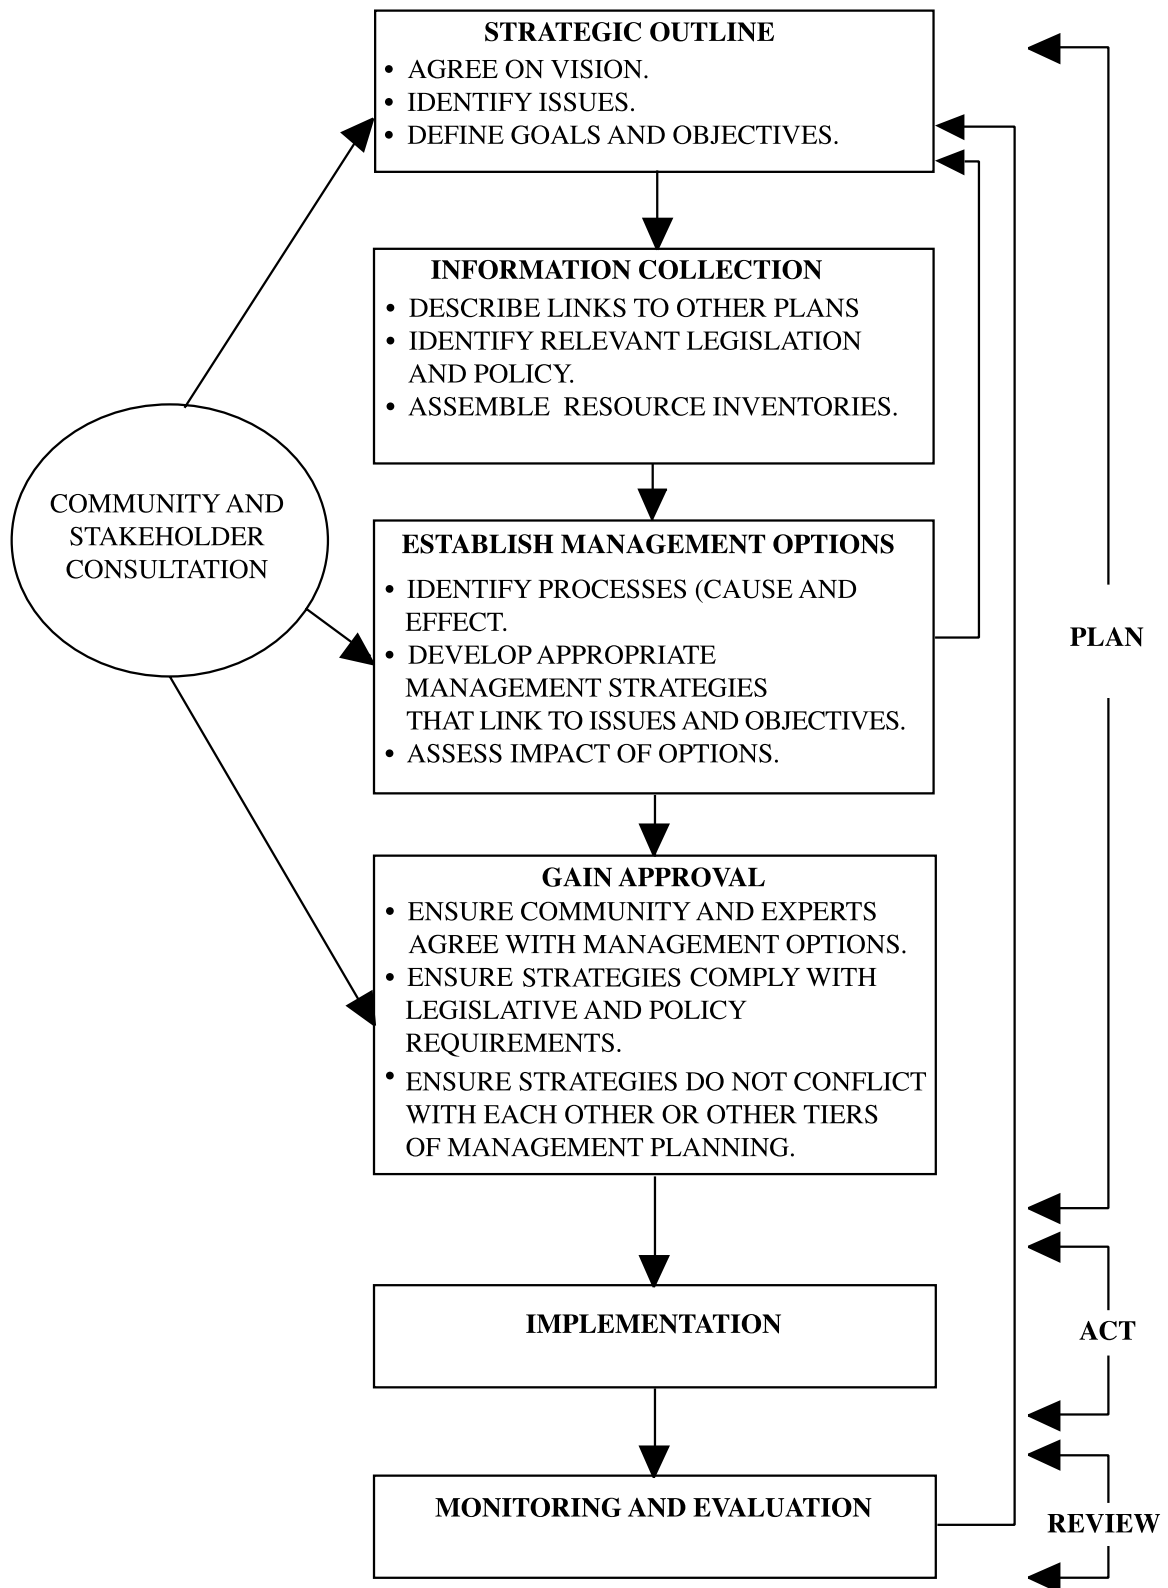 STRATEGIC OUTLINE
• AGREE ON VISION.
• IDENTIFY ISSUES.
• DEFINE GOALS AND OBJECTIVES.
INFORMATION COLLECTION
• DESCRIBE LINKS TO OTHER PLANS
• IDENTIFY RELEVANT LEGISLATION
AND POLICY.
• ASSEMBLE RESOURCE INVENTORIES.
COMMUNITY AND
STAKEHOLDER
CONSULTATION
ESTABLISH MANAGEMENT OPTIONS
• IDENTIFY PROCESSES (CAUSE AND
EFFECT.
• DEVELOP APPROPRIATE
MANAGEMENT STRATEGIES
THAT LINK TO ISSUES AND OBJECTIVES.
• ASSESS IMPACT OF OPTIONS.
PLAN
GAIN APPROVAL
• ENSURE COMMUNITY AND EXPERTS
AGREE WITH MANAGEMENT OPTIONS.
• ENSURE STRATEGIES COMPLY WITH
LEGISLATIVE AND POLICY
REQUIREMENTS.
• ENSURE STRATEGIES DO NOT CONFLICT
WITH EACH OTHER OR OTHER TIERS
OF MANAGEMENT PLANNING.
IMPLEMENTATION
ACT
MONITORING AND EVALUATION
REVIEW